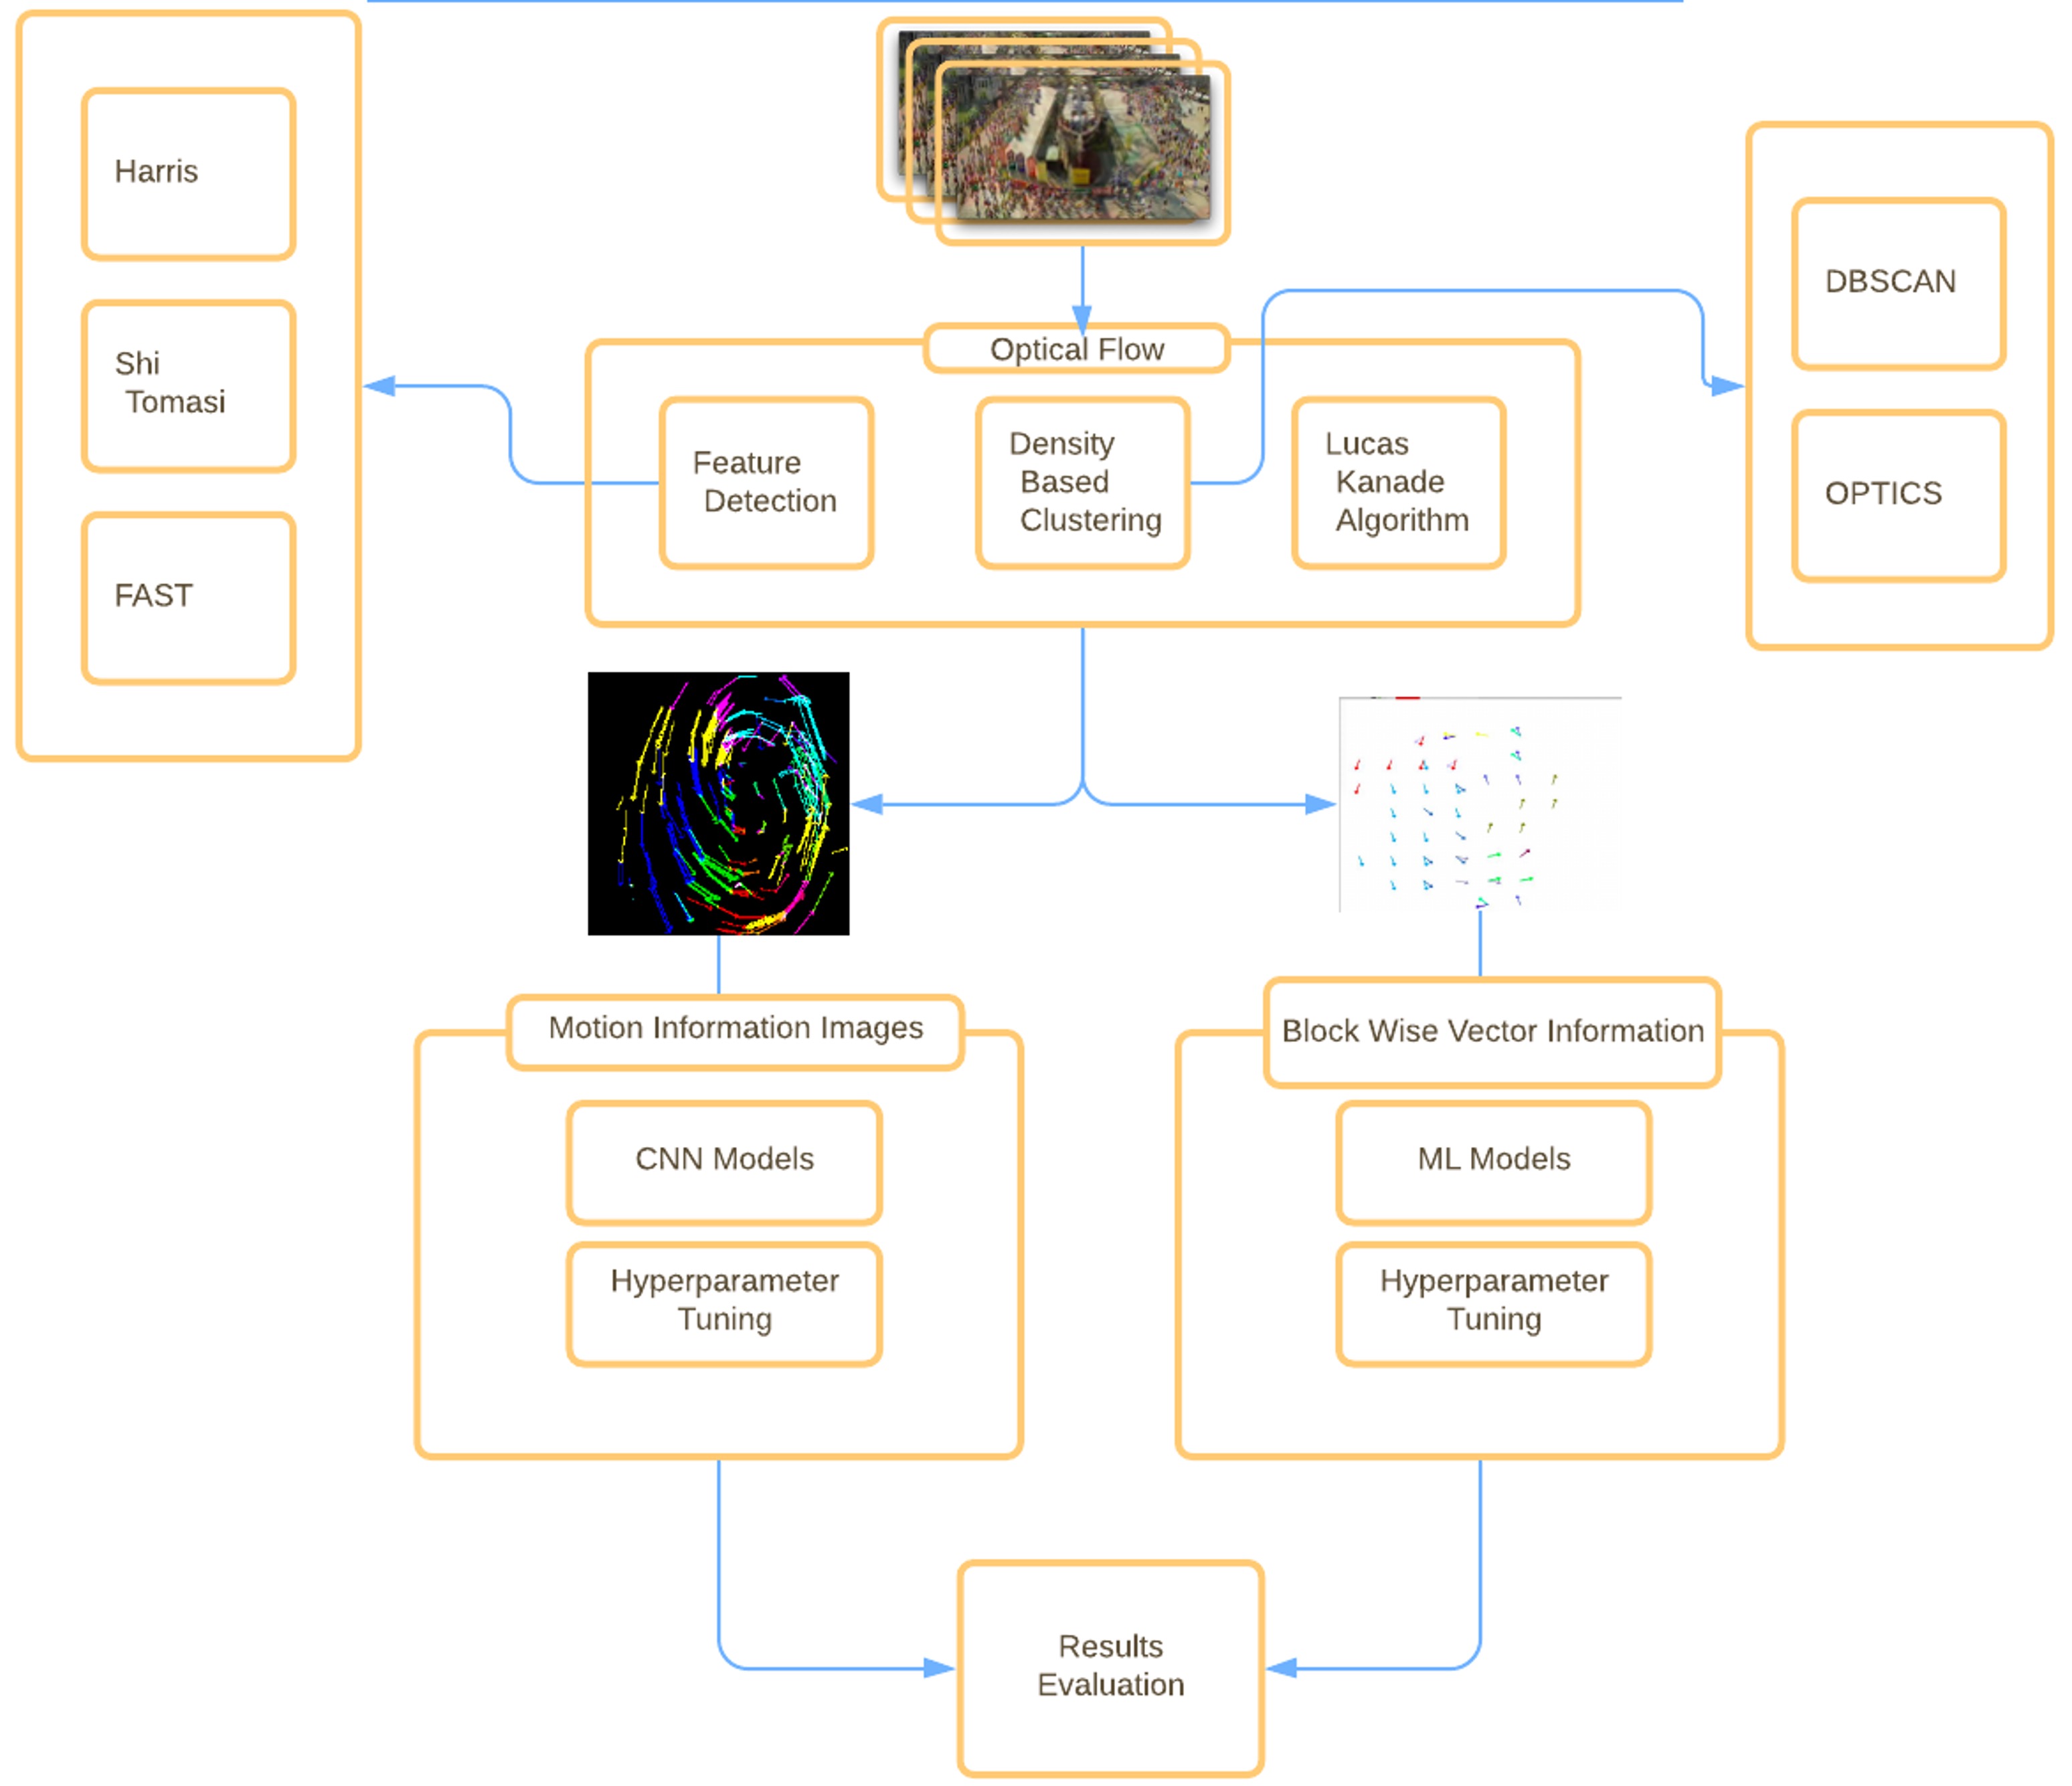 Harris
Shi
Tomasi
FAST
Optical Flow
Feature
Detection
Density
Based
Clustering
Lucas
Kanade
Algorithm
DBSCAN
OPTICS
Motion Information Images
CNN Models
Hyperparameter
Tuning
Block Wise Vector Information
ML Models
Hyperparameter
Tuning
Results
Evaluation